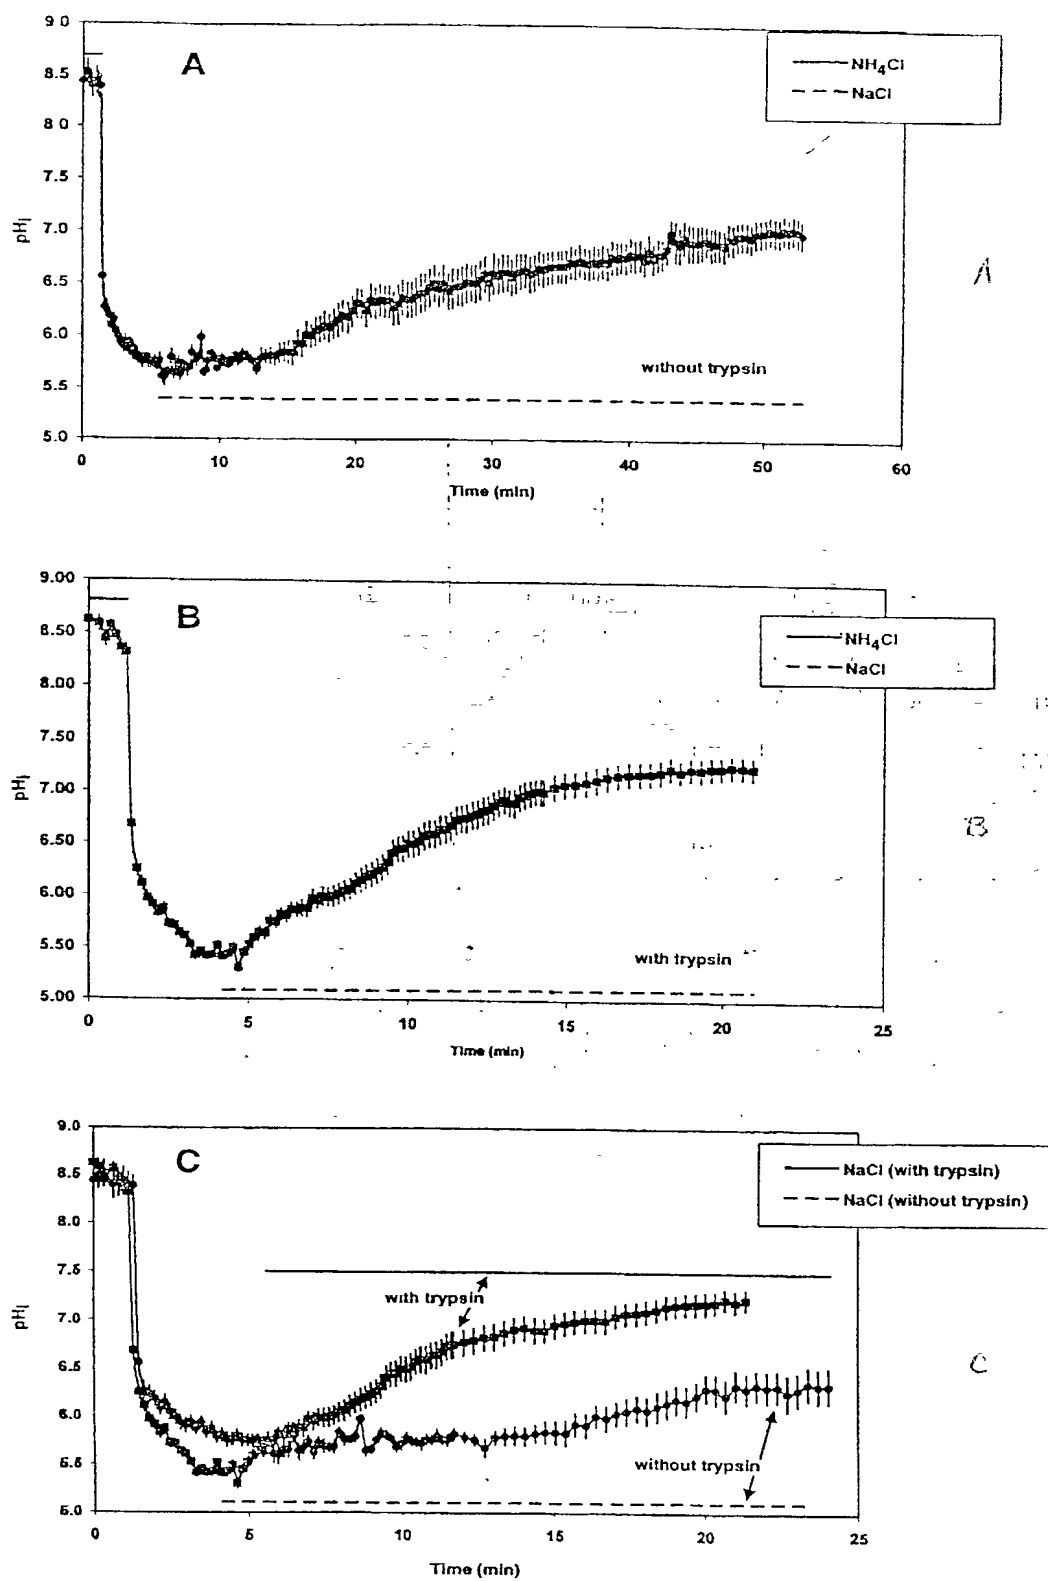 A
NH4Cl
NaCl
9 0
8.5
8 0
7.5
7.0
6.5
6.0
5.5
5.0
pHi
without trypsin
0 10 20 30 40 50 60
Time (min)
A
B
NH4Cl
NaCl
9.00
8.50
8.00
7.50
7.00
6.50
6.00
5.50
5.00
pHi
with trypsin
0 5 10 15 20 25
Time (min)
B
C
NaCl (with trypsin)
NaCl (without trypsin)
9.0
8.5
8.0
7.5
7.0
6.5
6.0
5.5
5.0
pHi
with trypsin
without trypsin
0 5 10 15 20 25
Time (min)
C